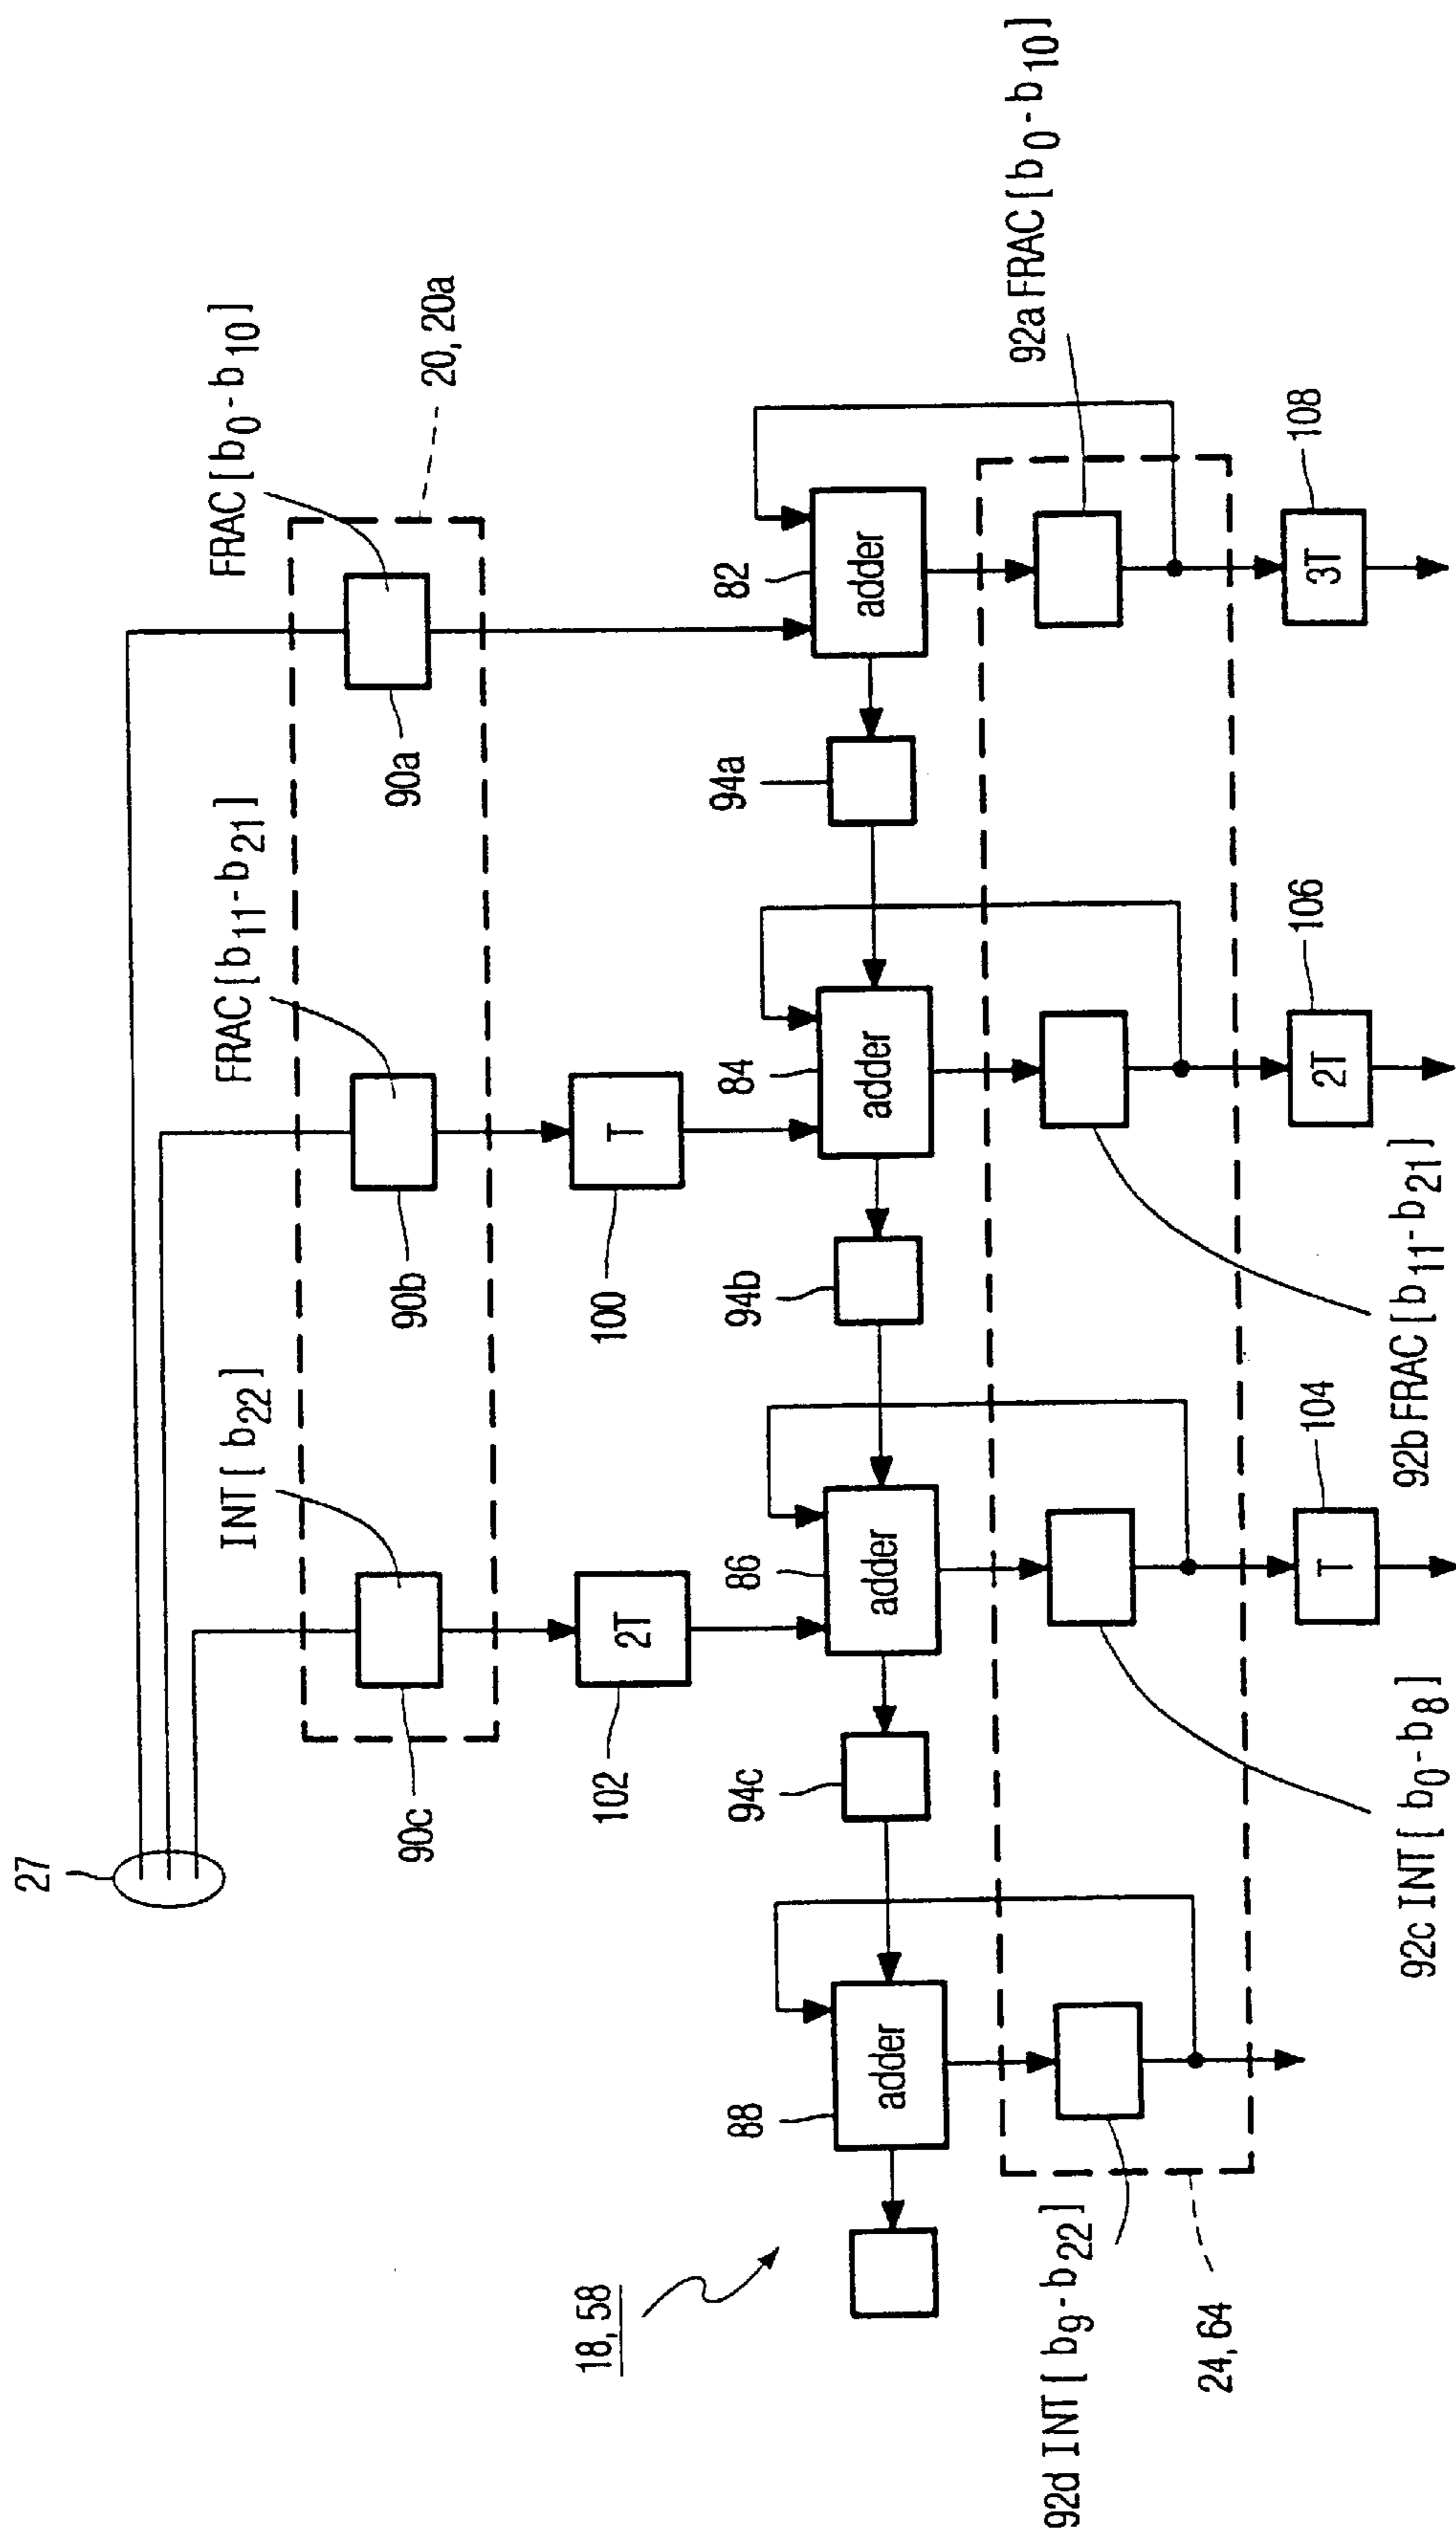 27
INT[b22]
FRAC[b11-b21]
FRAC[b0-b10]
90c
90b
90a
20, 20a
102
2T
100
T
18, 58
88
adder
94c
86
adder
94b
84
adder
94a
82
adder
92d INT[b9-b22]
24, 64
92c INT[b0-b8]
T
104
92b FRAC[b11-b21]
2T
106
92a FRAC[b0-b10]
3T
108